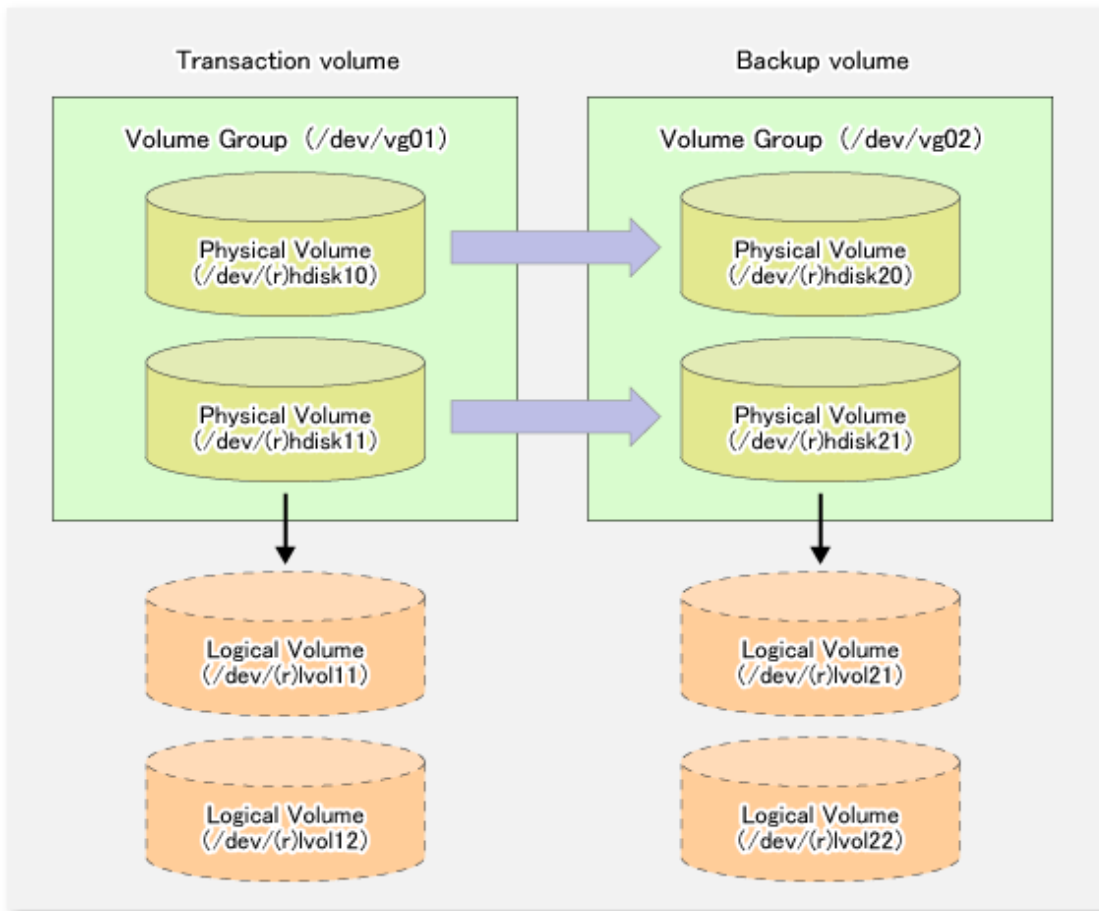 Transaction volume
Backup volume
Volume Group (/dev/vg01)
Physical Volume
(/dev/(r)hdisk10)
Physical Volume
(/dev/(r)hdisk11)
Volume Group (/dev/vg02)
Physical Volume
(/dev/(r)hdisk20)
Physical Volume
(/dev/(r)hdisk21)
Logical Volume
(/dev/(r)lvol11)
Logical Volume
(/dev/(r)lvol12)
Logical Volume
(/dev/(r)lvol21)
Logical Volume
(/dev/(r)lvol22)